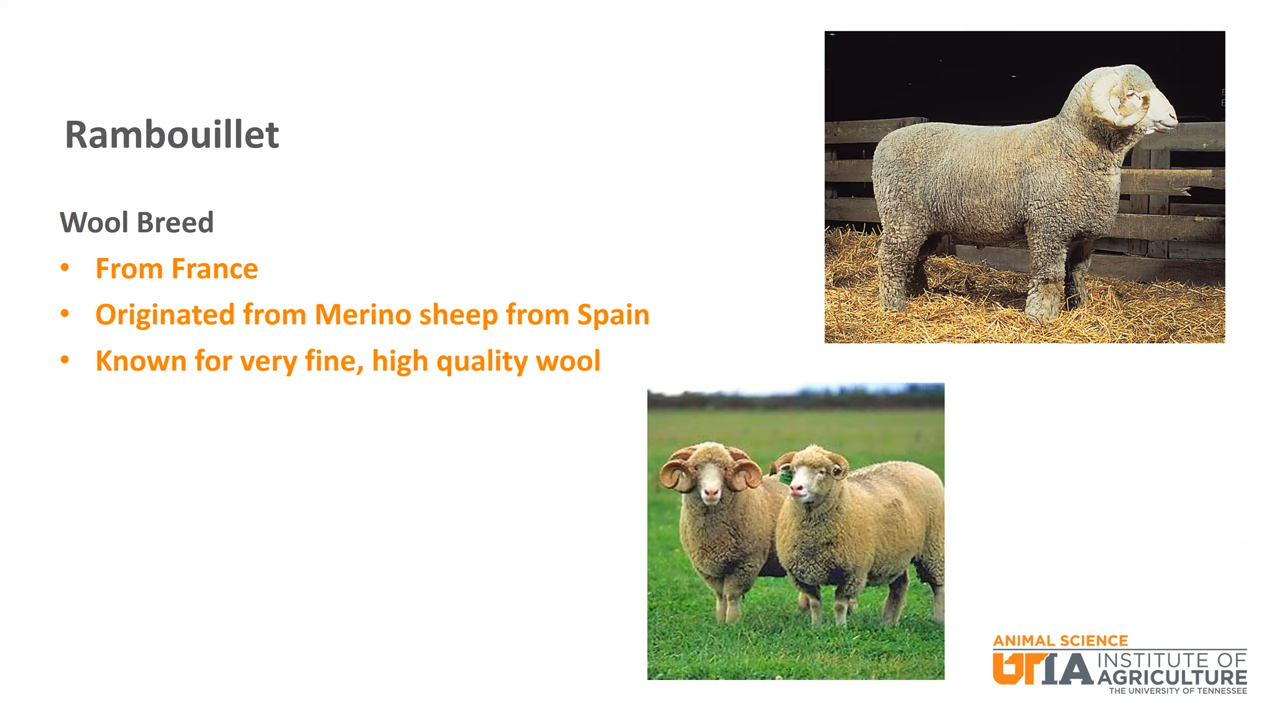 Rambouillet
Wool Breed
• From France
• Originated from Merino sheep from Spain
• Known for very fine, high quality wool
ANIMAL SCIENCE
UTIA INSTITUTE OF
AGRICULTURE
THE UNIVERSITY OF TENNESSEE